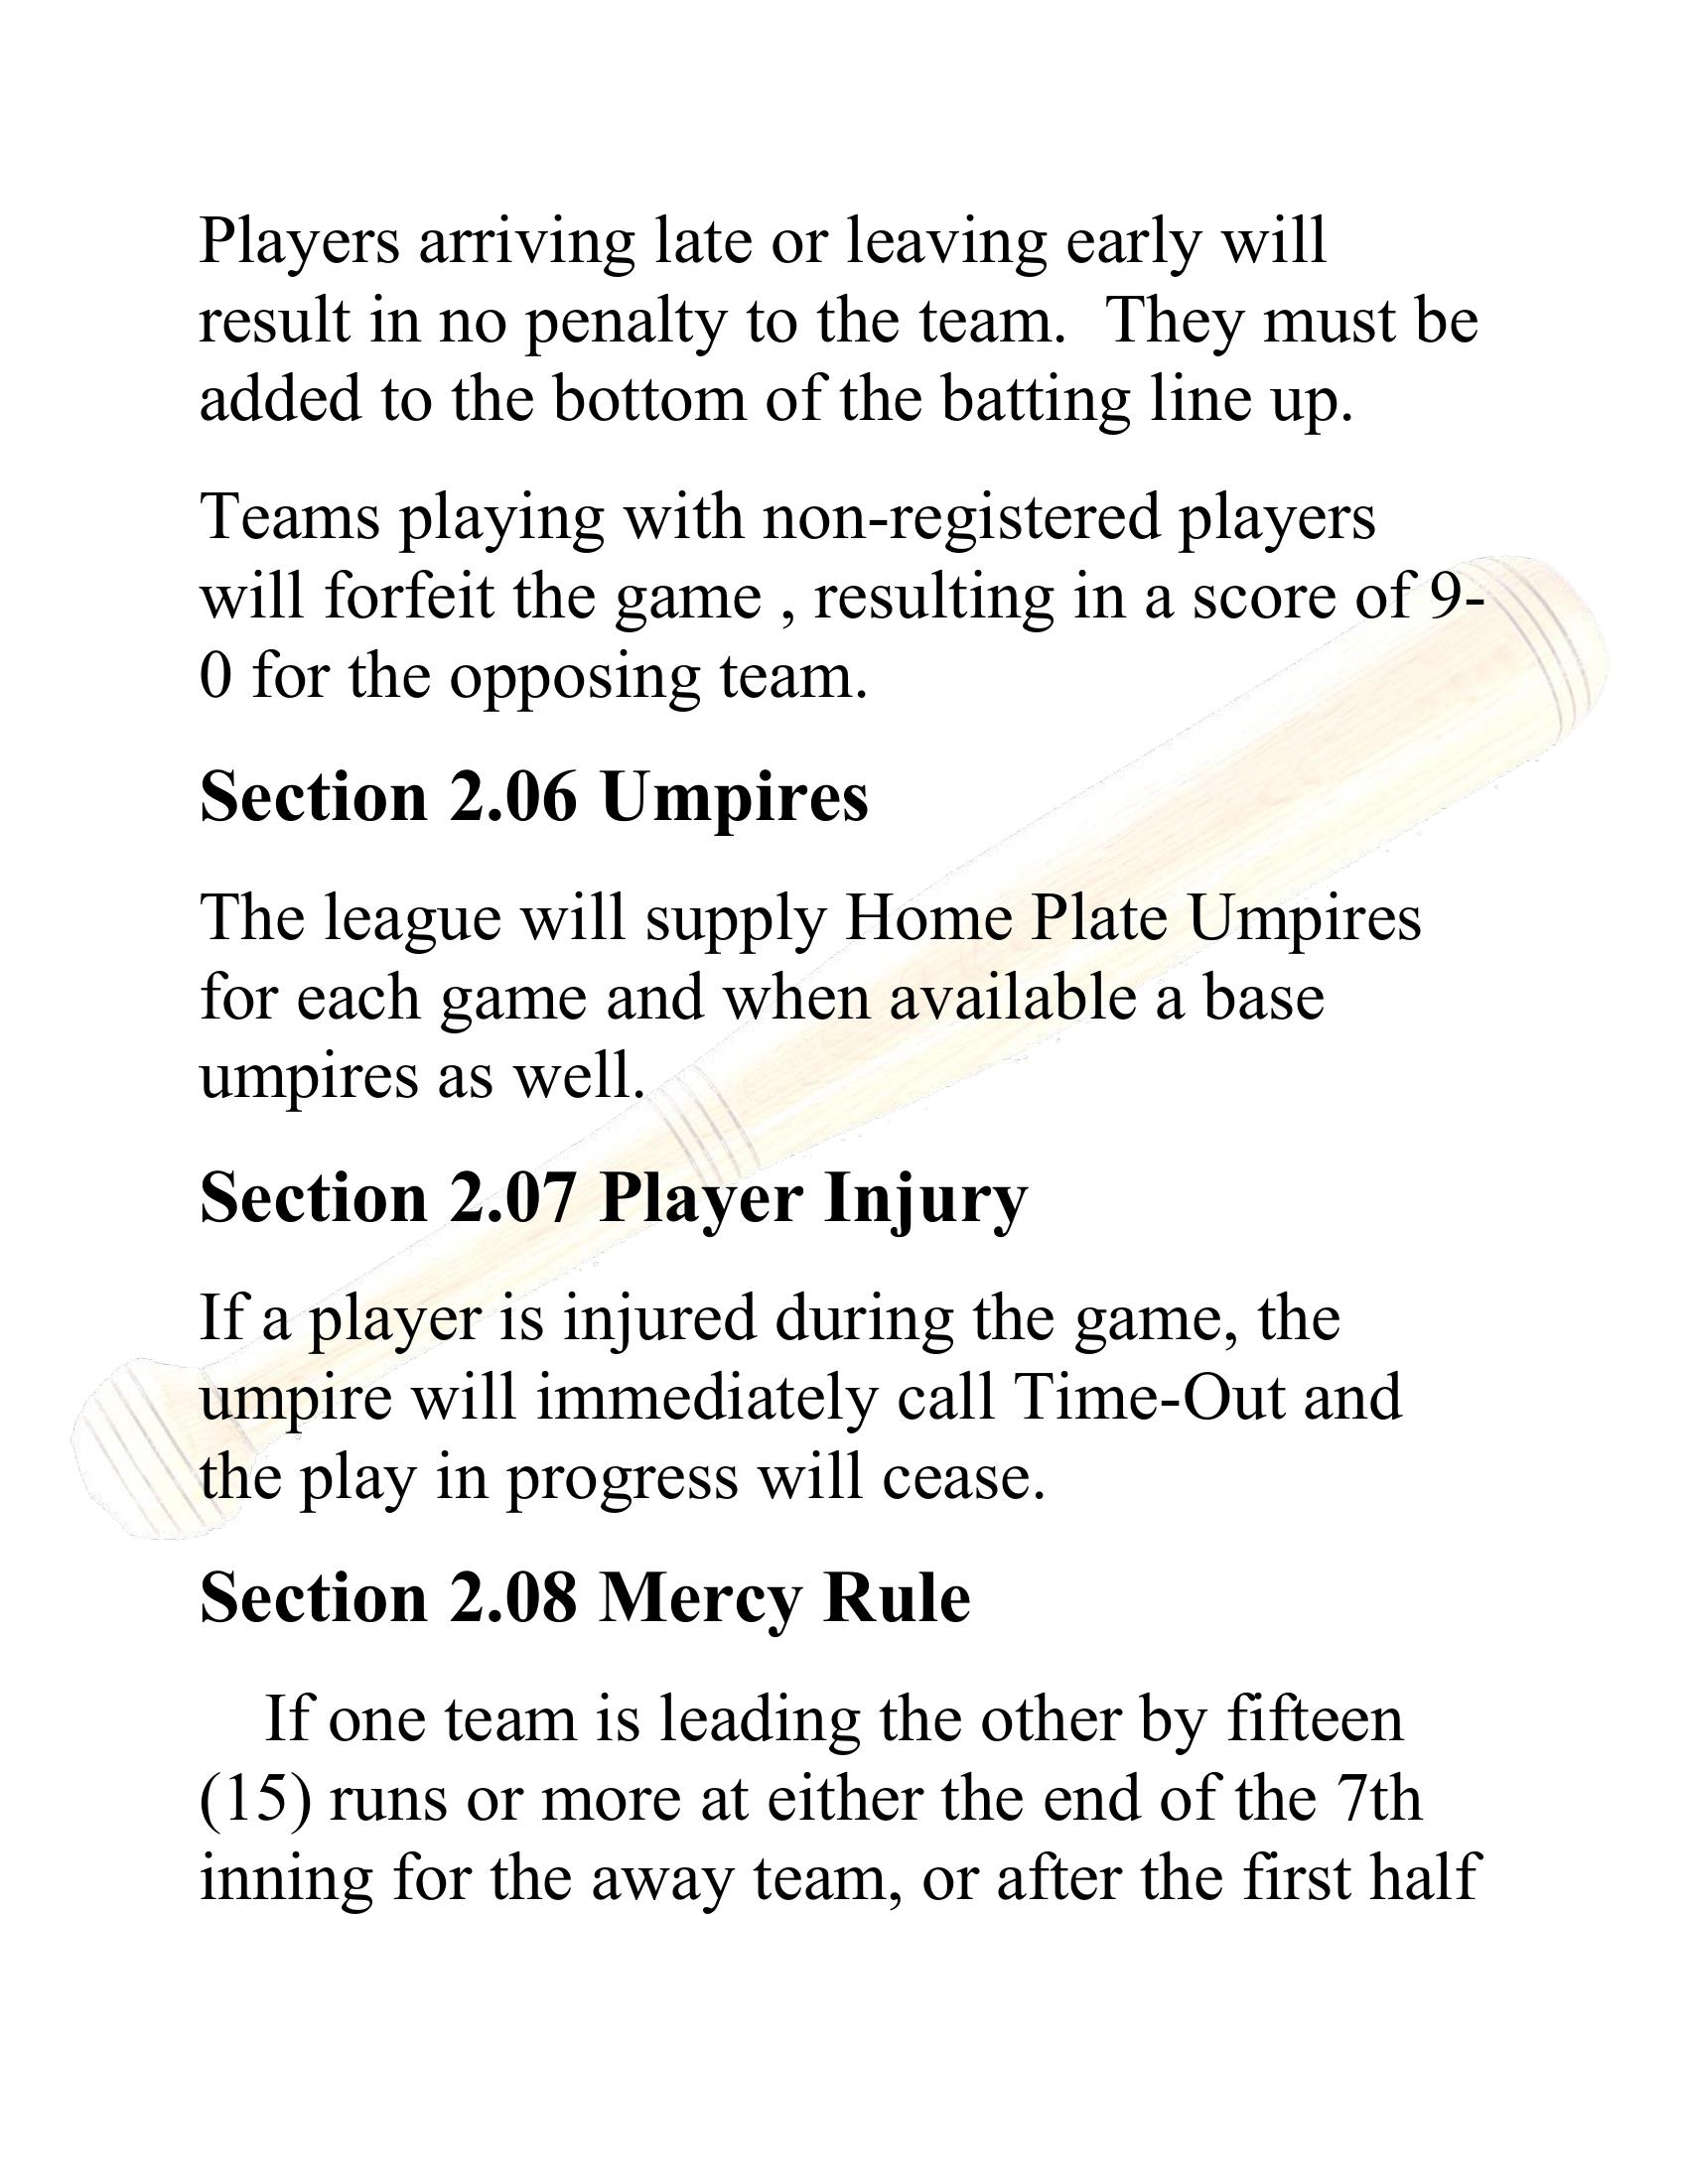 Players arriving late or leaving early will
result in no penalty to the team.  They must be
added to the bottom of the batting line up.
Teams playing with non-registered players
will forfeit the game , resulting in a score of 9-
0 for the opposing team.
Section 2.06 Umpires
The league will supply Home Plate Umpires
for each game and when available a base
umpires as well.
Section 2.07 Player Injury
If a player is injured during the game, the
umpire will immediately call Time-Out and
the play in progress will cease.
Section 2.08 Mercy Rule
If one team is leading the other by fifteen
(15) runs or more at either the end of the 7th
inning for the away team, or after the first half